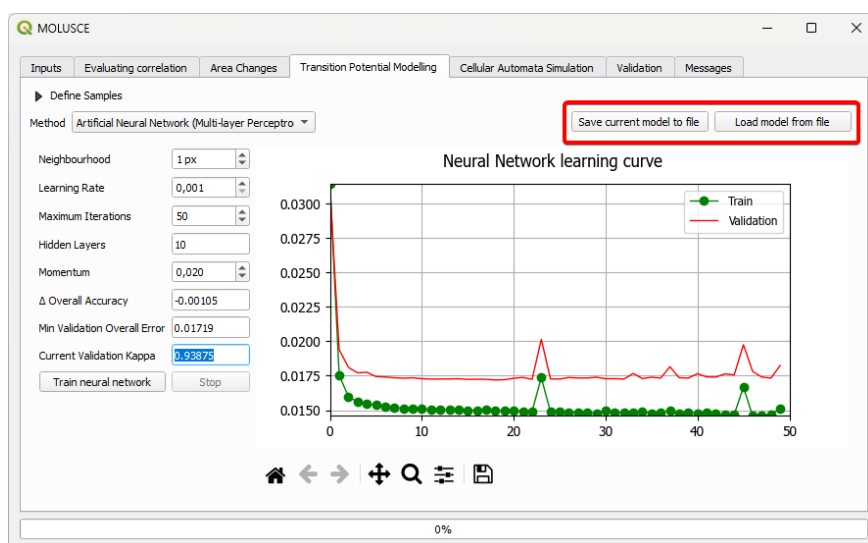 MOLUSCE
Inputs
Evaluating correlation
Area Changes
Transition Potential Modelling
Cellular Automata Simulation
Validation
Messages
Define Samples
Method
Artificial Neural Network (Multi-layer Perceptro
Save current model to file
Load model from file
Neighbourhood
1 px
Learning Rate
0,001
Maximum Iterations
50
Hidden Layers
10
Momentum
0,020
Δ Overall Accuracy
-0.00105
Min Validation Overall Error
0.01719
Current Validation Kappa
0.93875
Train neural network
Stop
Neural Network learning curve
Train
Validation
0.0300
0.0275
0.0250
0.0225
0.0200
0.0175
0.0150
0
10
20
30
40
50
0%